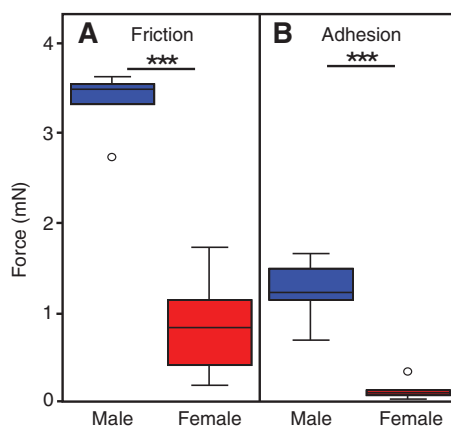 A Friction
B Adhesion
***
***
4
3
2
1
0
Force (mN)
Male
Female
Male
Female